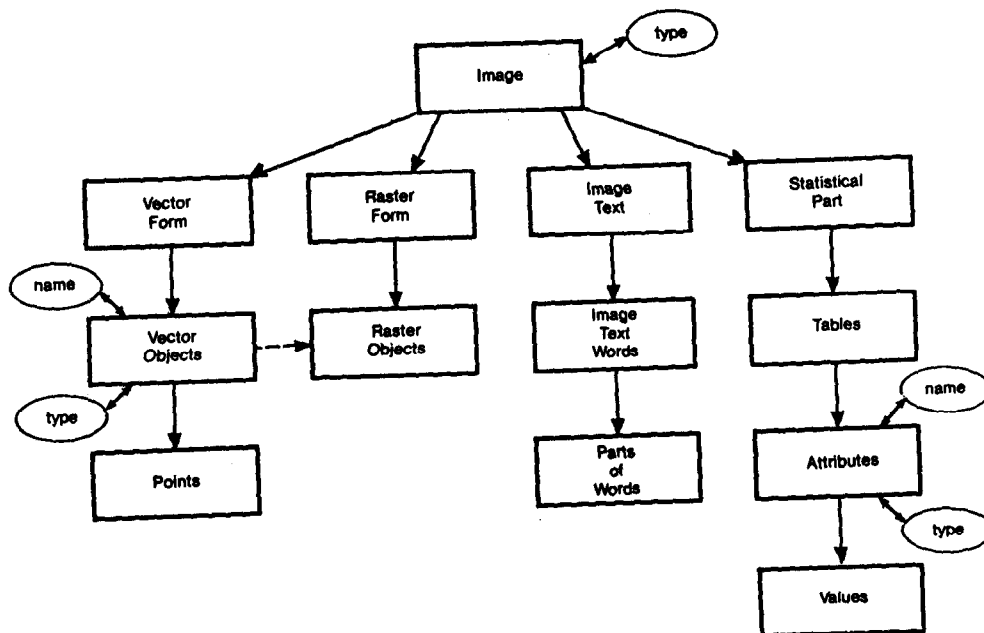 type
Image
Vector
Form
Raster
Form
Image
Text
Statistical
Part
name
Vector
Objects
Raster
Objects
Image
Text
Words
Tables
type
name
Points
Parts
of
Words
Attributes
type
Values